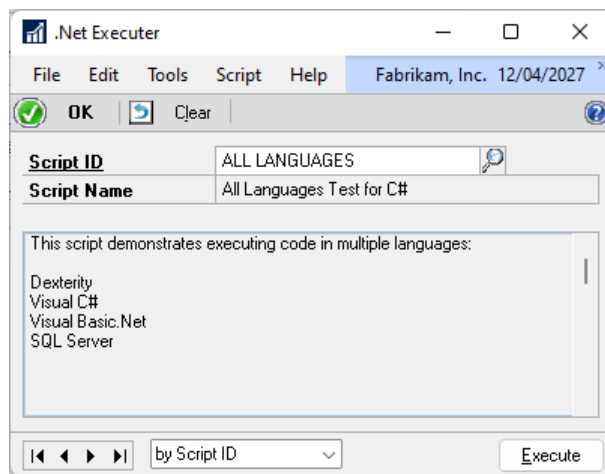 .Net Executer
File Edit Tools Script Help Fabrikam, Inc. 12/04/2027 »
OK Clear
Script ID ALL LANGUAGES
Script Name All Languages Test for C#
This script demonstrates executing code in multiple languages:
Dexterity
Visual C#
Visual Basic.Net
SQL Server
by Script ID Execute